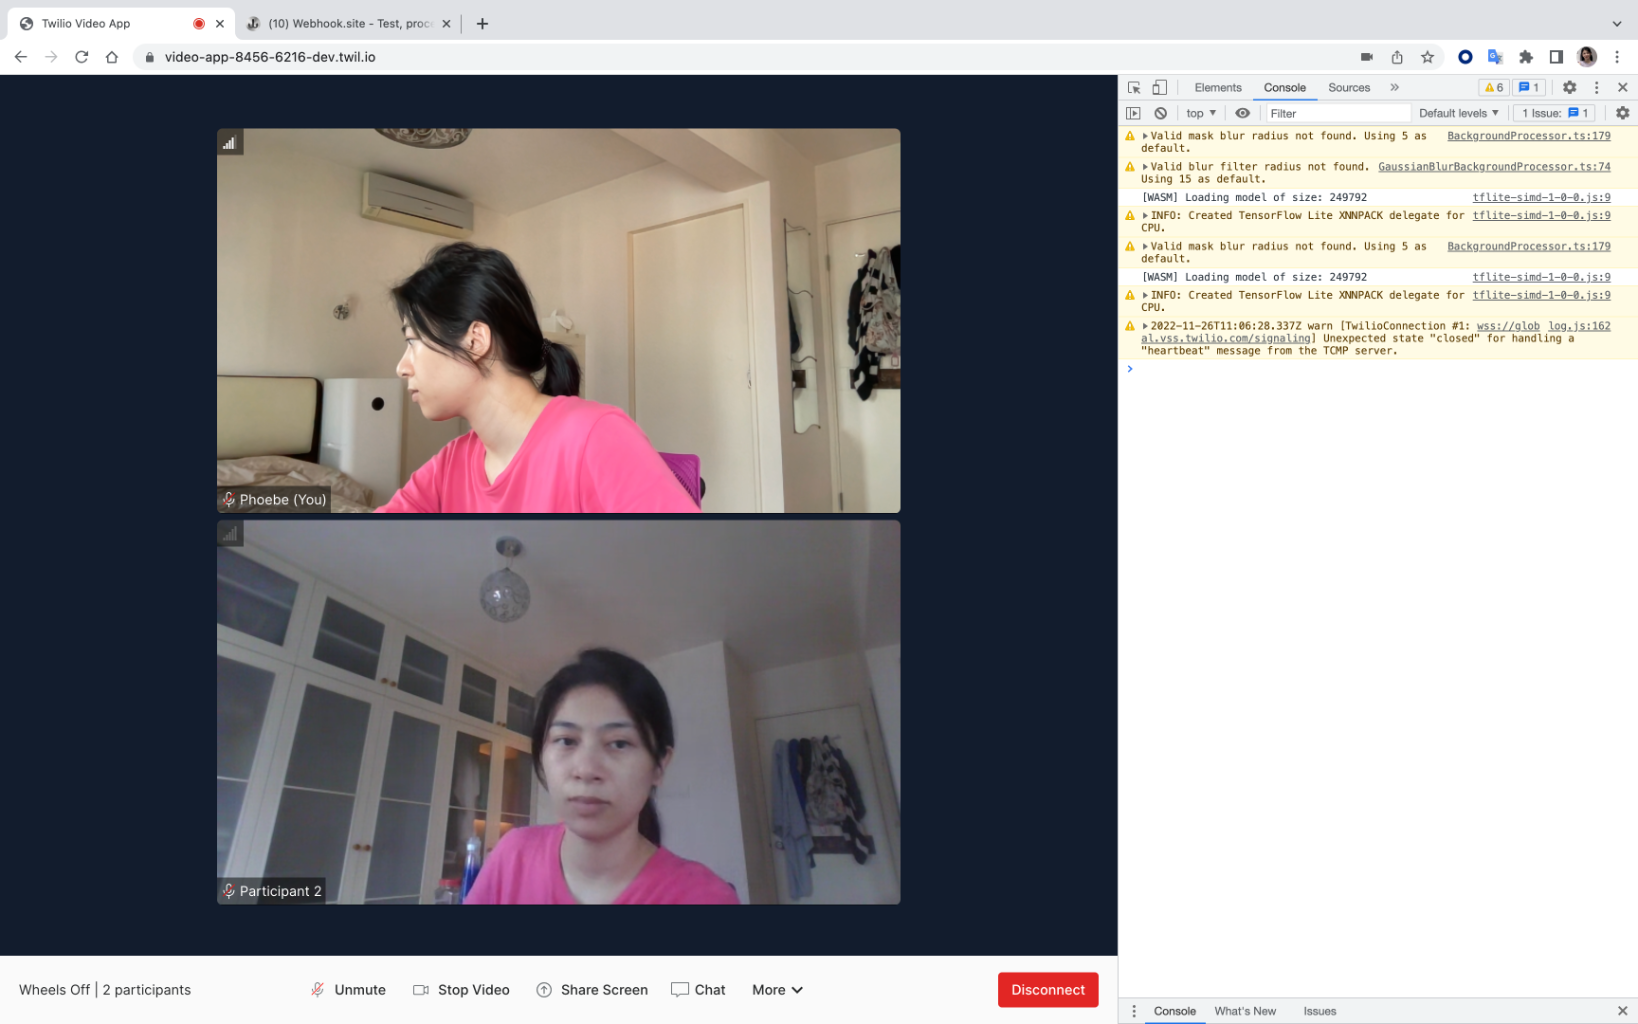 Twilio Video App
(10) Webhook.site - Test, proc
video-app-8456-6216-dev.twil.io
Elements Console Sources 6 1
top Filter Default levels 1 Issue: 1
Valid mask blur radius not found. Using 5 as BackgroundProcessor.ts:179
default.
Valid blur filter radius not found. GaussianBlurBackgroundProcessor.ts:74
Using 15 as default.
[WASM] Loading model of size: 249792 tflite-simd-1-0-0.js:9
INFO: Created TensorFlow Lite XNNPACK delegate for tflite-simd-1-0-0.js:9
CPU.
Valid mask blur radius not found. Using 5 as BackgroundProcessor.ts:179
default.
[WASM] Loading model of size: 249792 tflite-simd-1-0-0.js:9
INFO: Created TensorFlow Lite XNNPACK delegate for tflite-simd-1-0-0.js:9
CPU.
2022-11-26T11:06:28.337Z warn [TwilioConnection #1: wss://glob log.js:162
al.vss.twilio.com/signaling] Unexpected state "closed" for handling a
"heartbeat" message from the TCMP server.
Phoebe (You)
Participant 2
Wheels Off | 2 participants Unmute Stop Video Share Screen Chat More Disconnect
Console What's New Issues